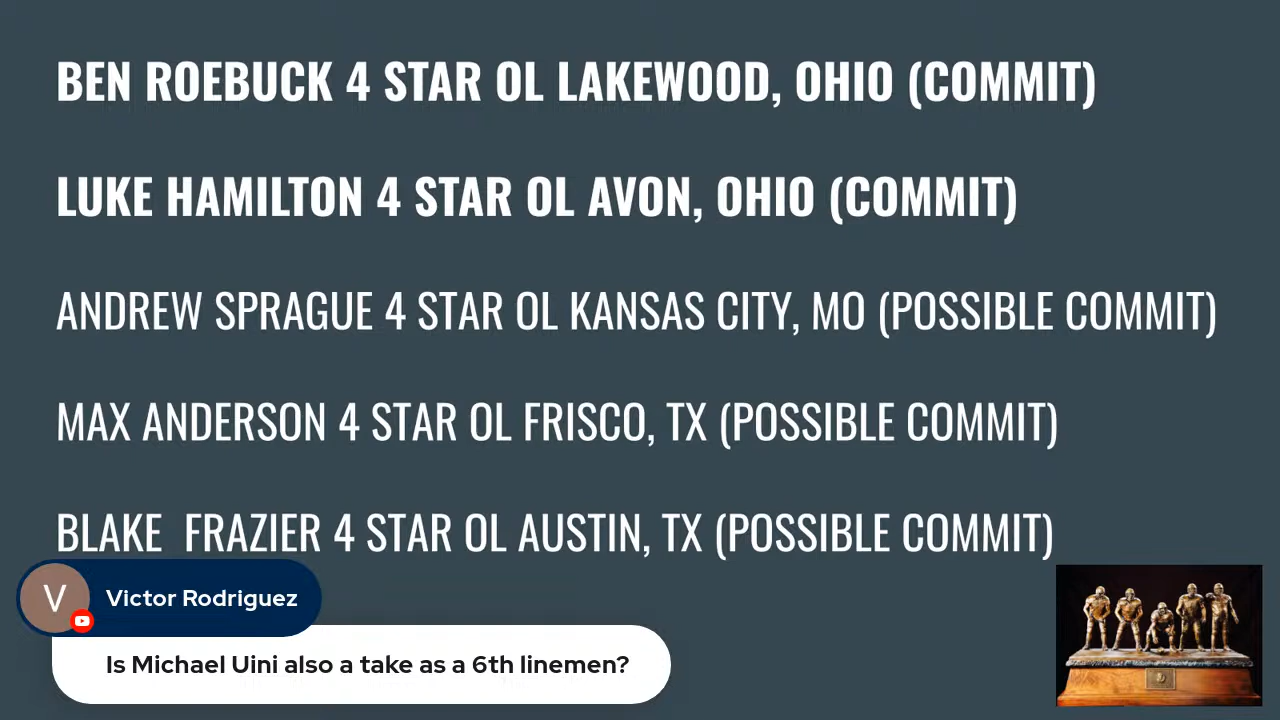 BEN ROEBUCK 4 STAR OL LAKEWOOD, OHIO (COMMIT)
LUKE HAMILTON 4 STAR OL AVON, OHIO (COMMIT)
ANDREW SPRAGUE 4 STAR OL KANSAS CITY, MO (POSSIBLE COMMIT)
MAX ANDERSON 4 STAR OL FRISCO, TX (POSSIBLE COMMIT)
BLAKE  FRAZIER 4 STAR OL AUSTIN, TX (POSSIBLE COMMIT)
V
Victor Rodriguez
Is Michael Uini also a take as a 6th linemen?